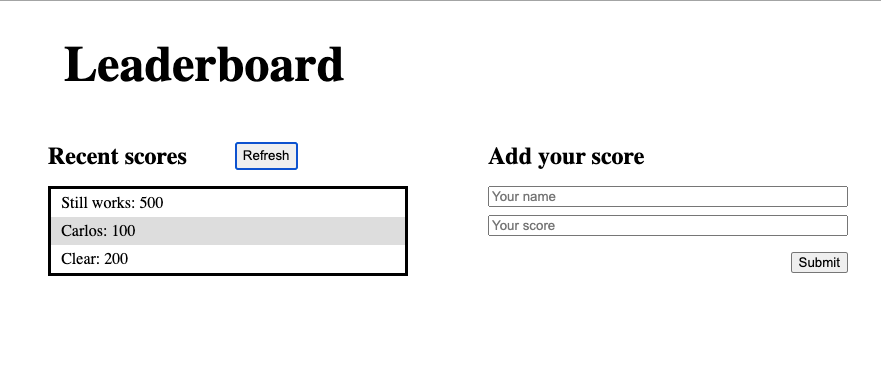 Leaderboard
Recent scores
Refresh
Still works: 500
Carlos: 100
Clear: 200
Add your score
Your name
Your score
Submit